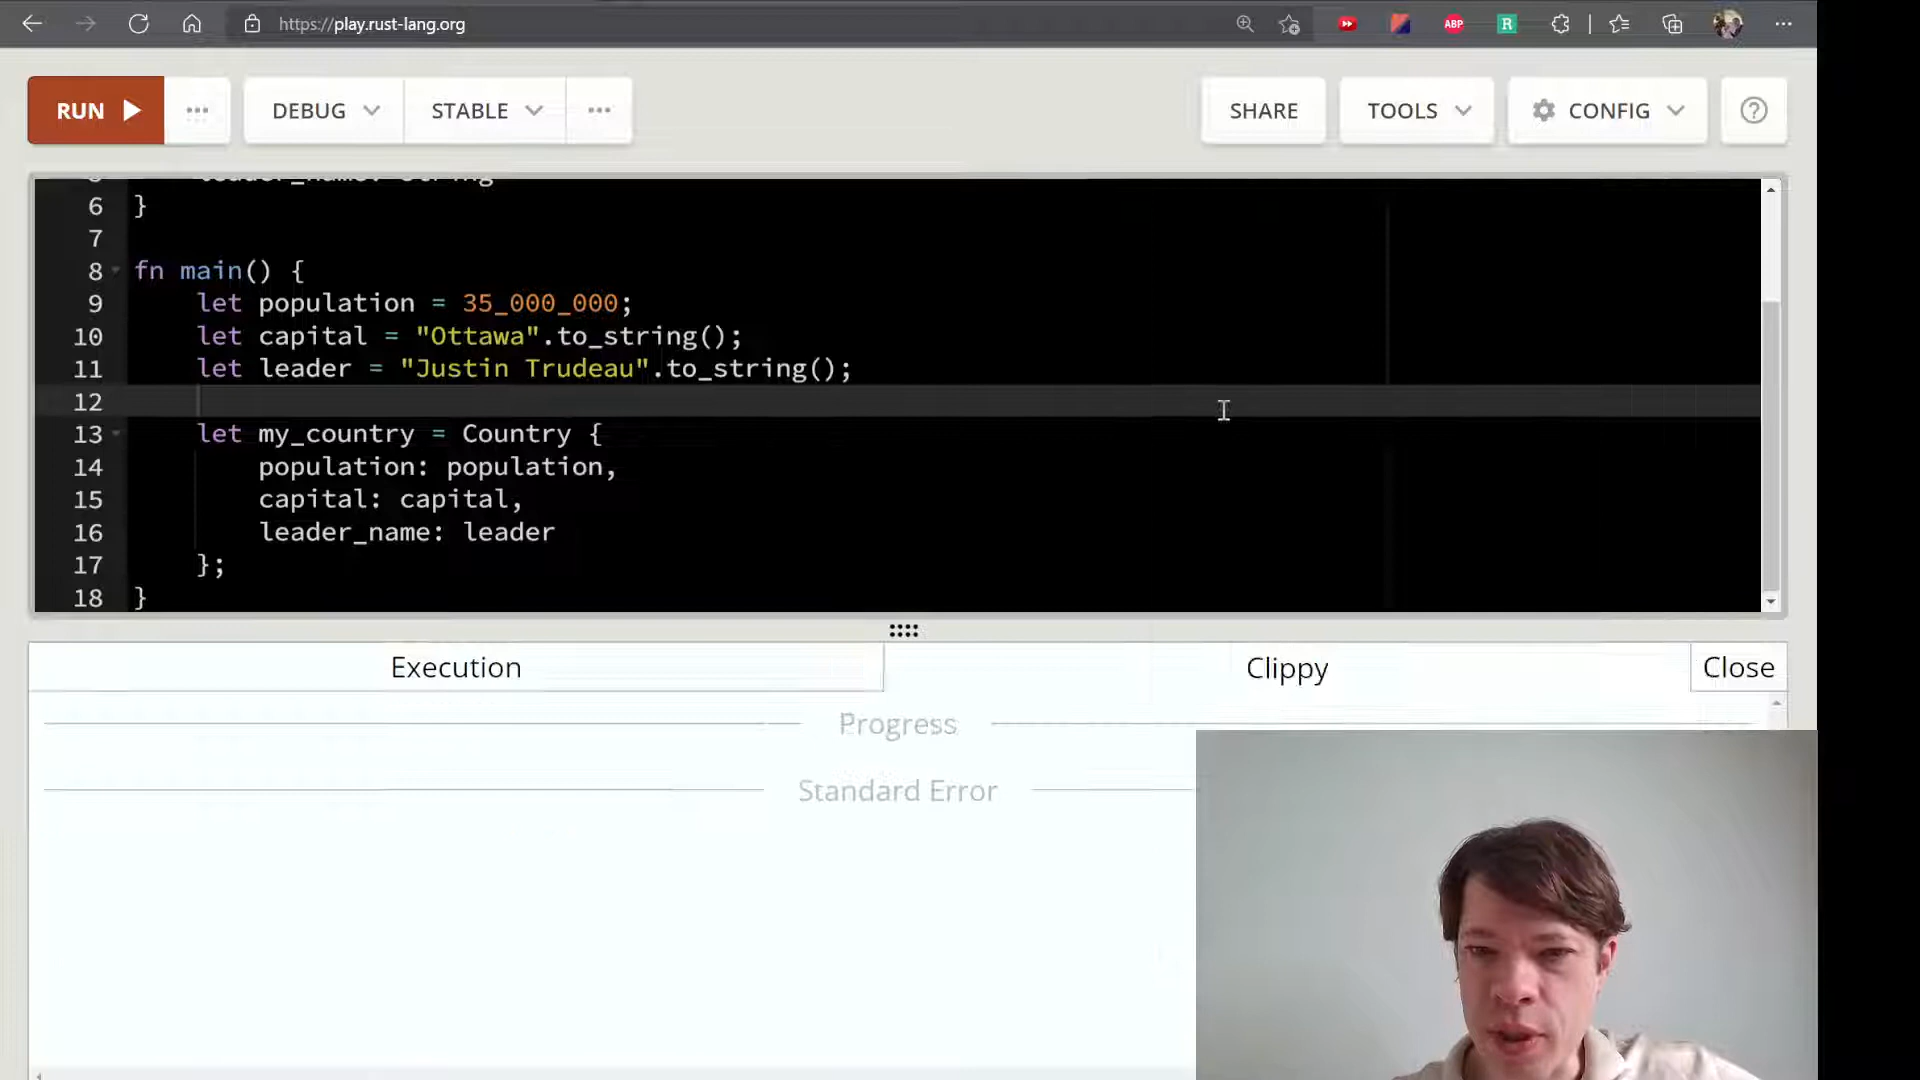 https://play.rust-lang.org
ABP
R
RUN
DEBUG
STABLE
SHARE
TOOLS
CONFIG
?
6 }
7
8 fn main() {
9 let population = 35_000_000;
10 let capital = "Ottawa".to_string();
11 let leader = "Justin Trudeau".to_string();
12
13 let my_country = Country {
14 population: population,
15 capital: capital,
16 leader_name: leader
17 };
18 }
Execution
Clippy
Close
Progress
Standard Error